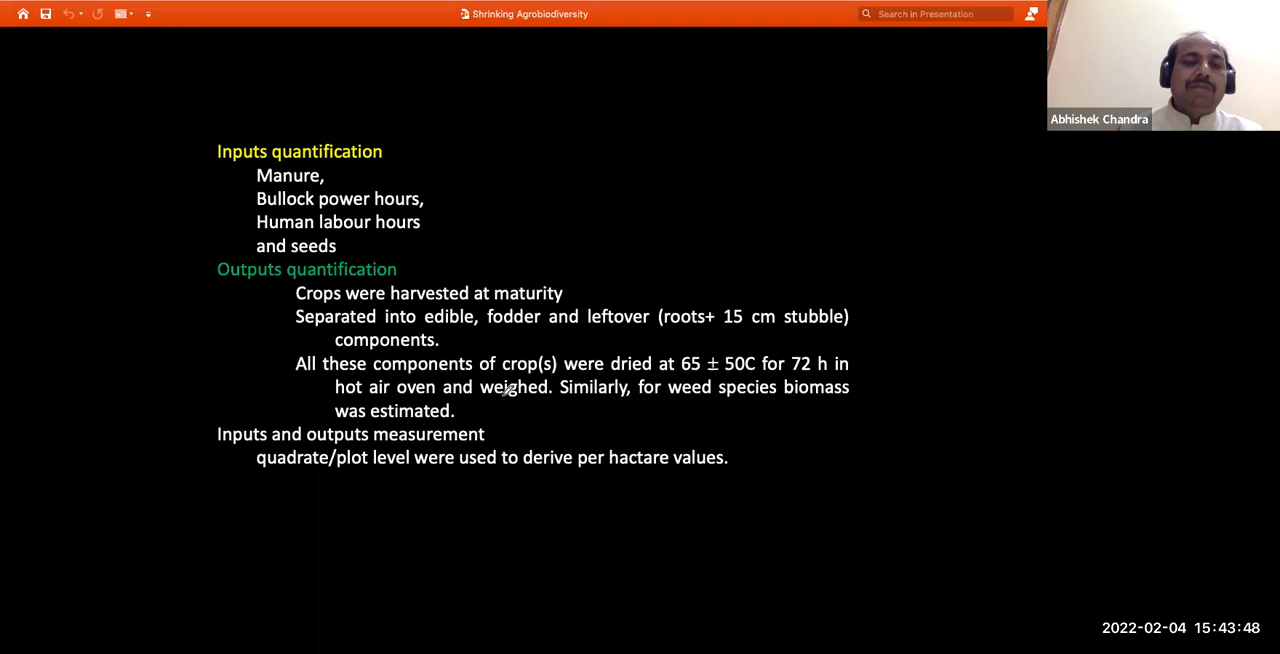 Shrinking Agrobiodiversity
Search in Presentation
Abhishek Chandra
Inputs quantification
Manure,
Bullock power hours,
Human labour hours
and seeds
Outputs quantification
Crops were harvested at maturity
Separated into edible, fodder and leftover (roots+ 15 cm stubble)
components.
All these components of crop(s) were dried at 65 ± 50C for 72 h in
hot air oven and weighed. Similarly, for weed species biomass
was estimated.
Inputs and outputs measurement
quadrate/plot level were used to derive per hactare values.
2022-02-04 15:43:48